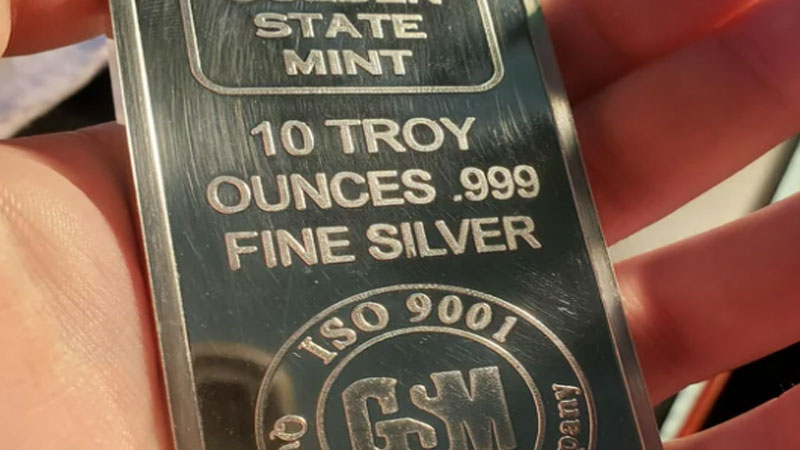 STATE
MINT
10 TROY
OUNCES .999
FINE SILVER
ISO 9001
GSM